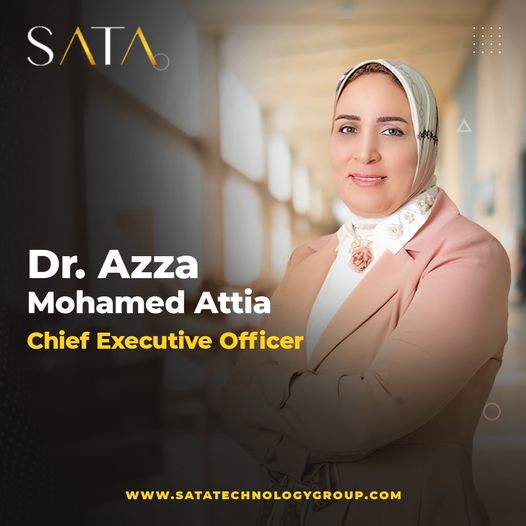 SATA
Dr. Azza
Mohamed Attia
Chief Executive Officer
WWW.SATATECHNOLOGYGROUP.COM